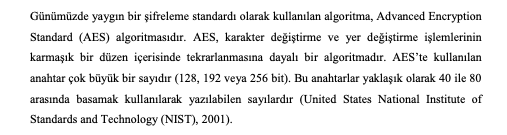 Günümüzde yaygın bir şifreleme standardı olarak kullanılan algoritma, Advanced Encryption
Standard (AES) algoritmasıdır. AES, karakter değiştirme ve yer değiştirme işlemlerinin
karmaşık bir düzen içerisinde tekrarlanmasına dayalı bir algoritmadır. AES’te kullanılan
anahtar çok büyük bir sayıdır (128, 192 veya 256 bit). Bu anahtarlar yaklaşık olarak 40 ile 80
arasında basamak kullanılarak yazılabilen sayılardır (United States National Institute of
Standards and Technology (NIST), 2001).